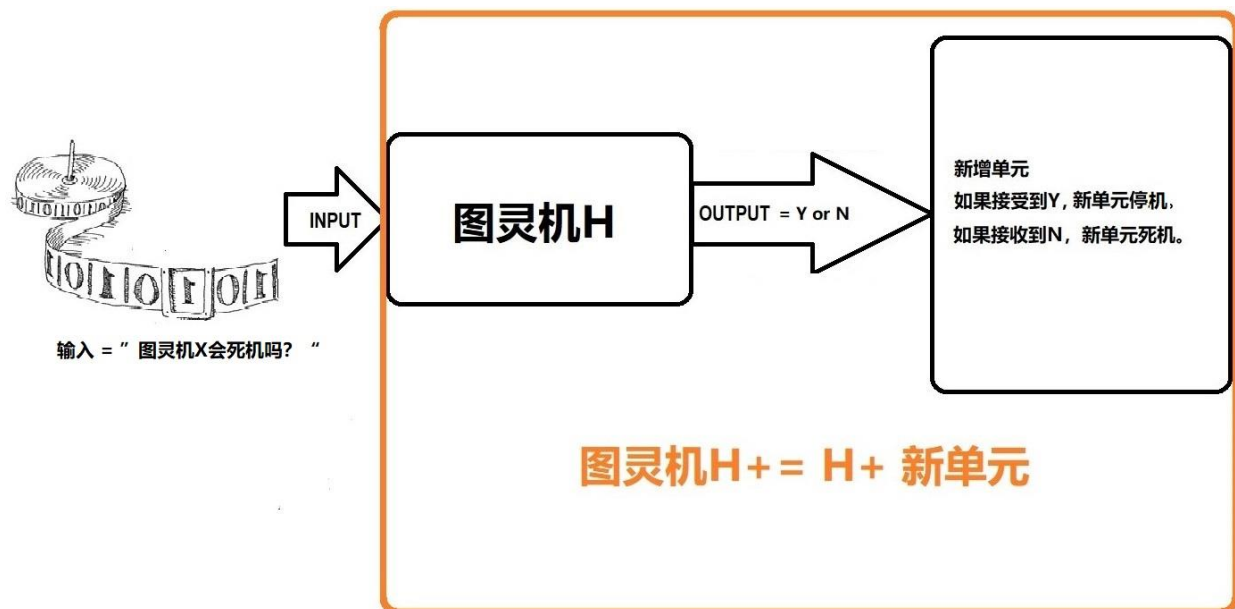 新增单元
如果接受到Y，新单元停机，
如果接收到N，新单元死机。
INPUT
图灵机H
OUTPUT = Y or N
输入 = ” 图灵机X会死机吗？ “
图灵机H+= H+ 新单元